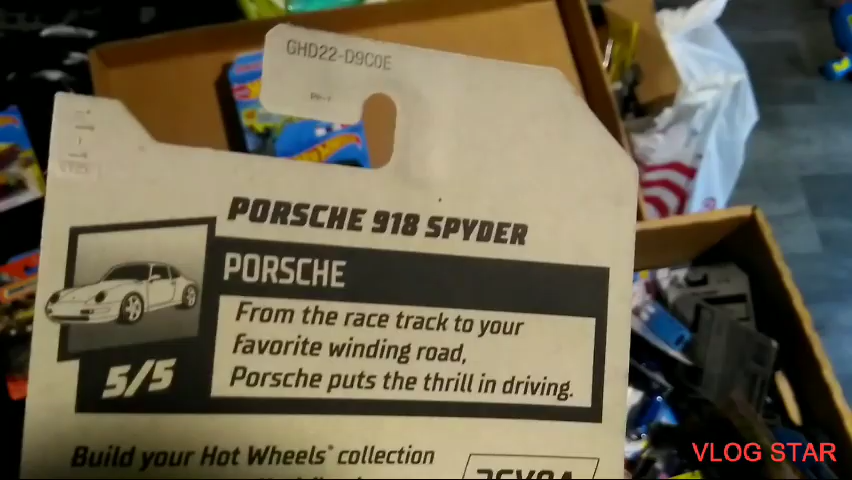 GHD22-D9C0E
PORSCHE 918 SPYDER
PORSCHE
From the race track to your
favorite winding road,
Porsche puts the thrill in driving.
5/5
Build your Hot Wheels® collection
VLOG STAR